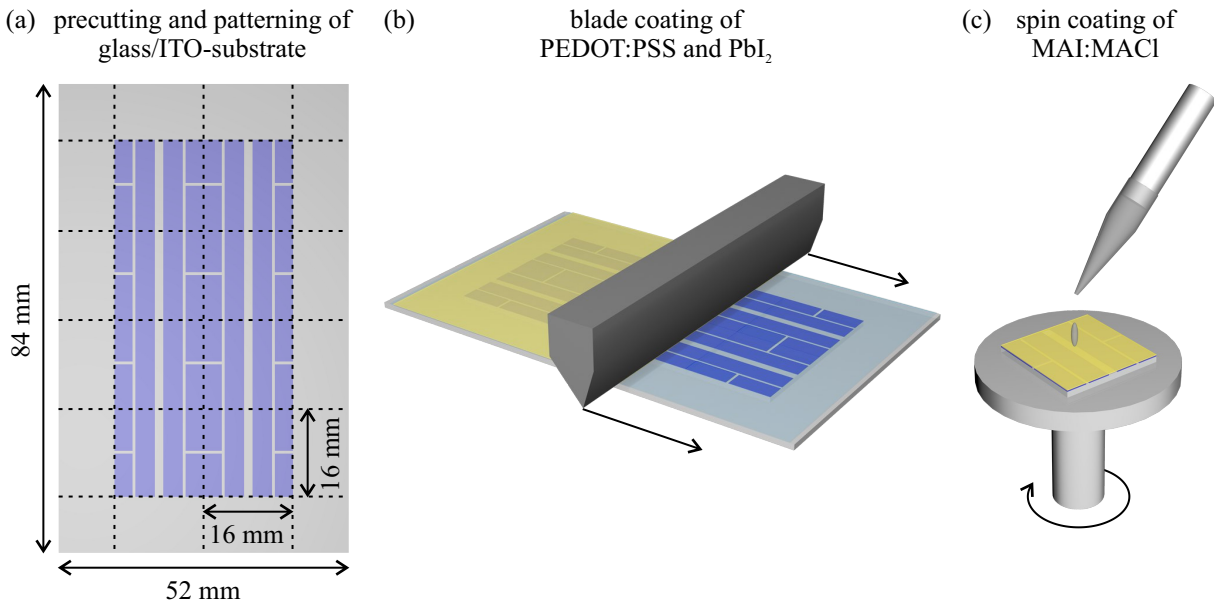 (a) precutting and patterning of
glass/ITO-substrate
84 mm
16 mm
16 mm
52 mm
(b) blade coating of
PEDOT:PSS and PbI₂
(c) spin coating of
MAI:MACl